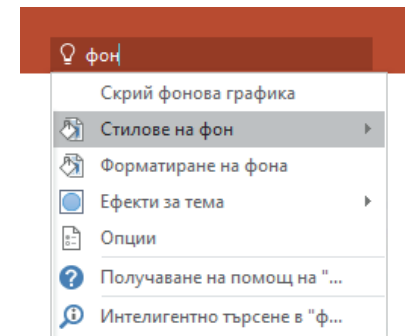 фон
Скрий фонова графика
Стилове на фон
Форматиране на фона
Ефекти за тема
Опции
Получаване на помощ на "...
Интелигентно търсене в "ф...